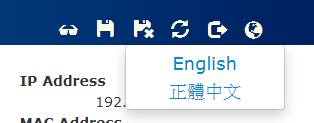 English
正體中文
IP Address
192.
MAC Address